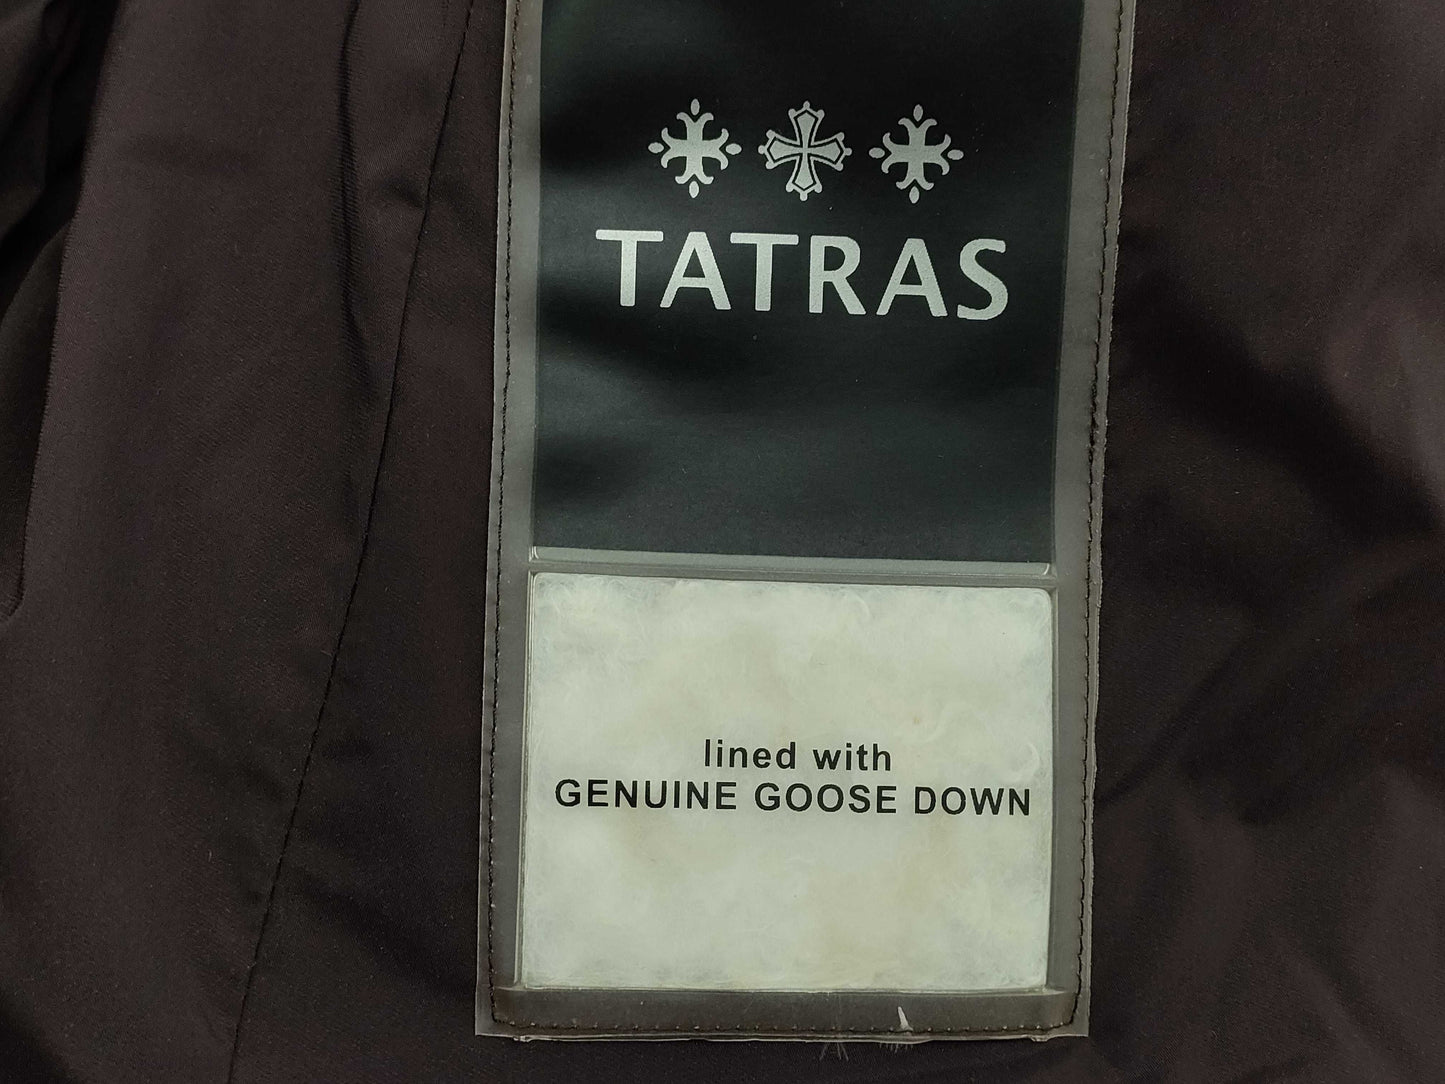 TATRAS
lined with
GENUINE GOOSE DOWN